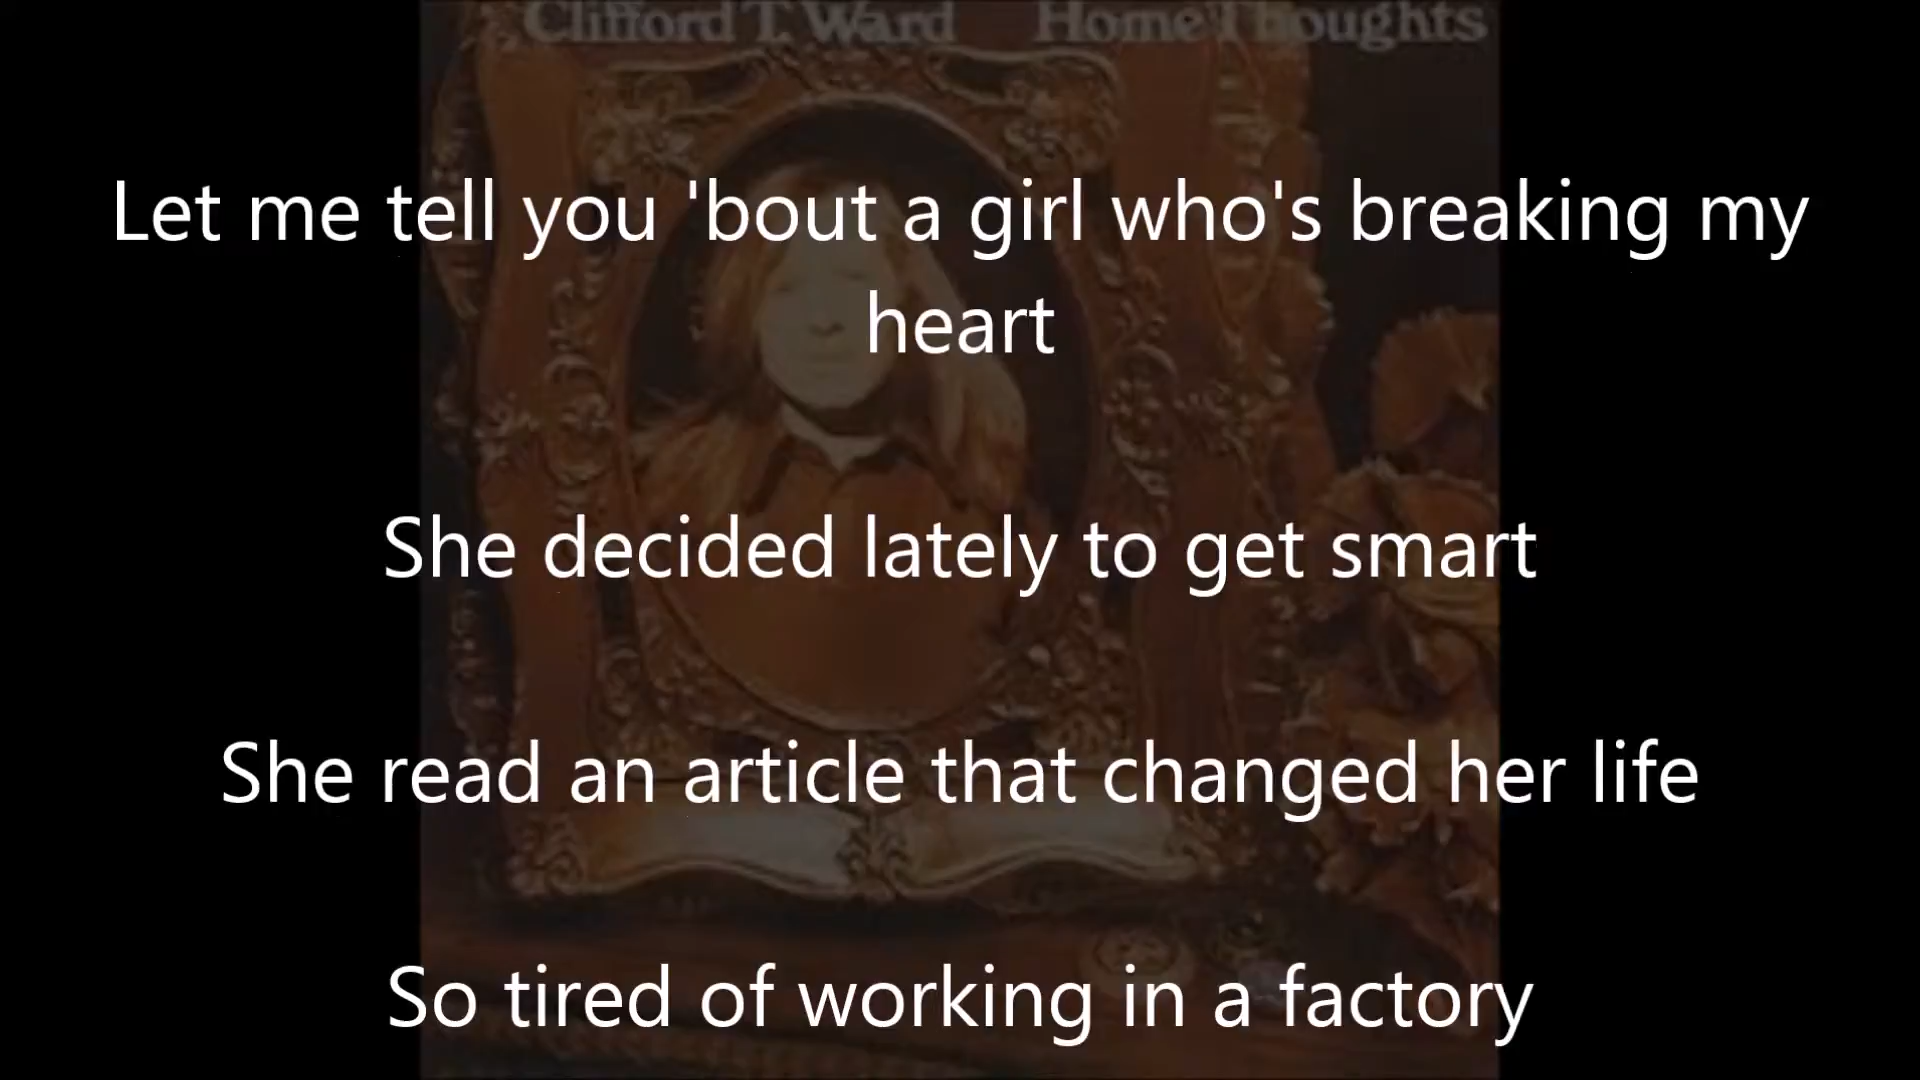 Clifford T. Ward Home Thoughts
Let me tell you 'bout a girl who's breaking my
heart
She decided lately to get smart
She read an article that changed her life
So tired of working in a factory